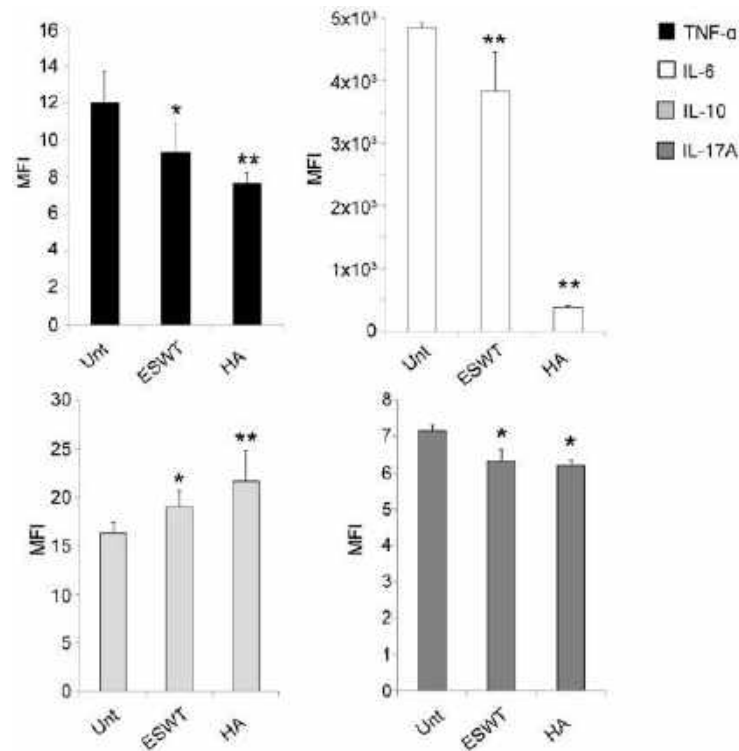 16
14
12
10
8
6
4
2
0
MFI
*
**
Unt
ESWT
HA
5x10³
4x10³
3x10³
2x10³
1x10³
0
MFI
**
**
Unt
ESWT
HA
TNF-α
IL-6
IL-10
IL-17A
30
25
20
15
10
5
0
MFI
*
**
Unt
ESWT
HA
8
7
6
5
4
3
2
1
0
MFI
*
*
Unt
ESWT
HA